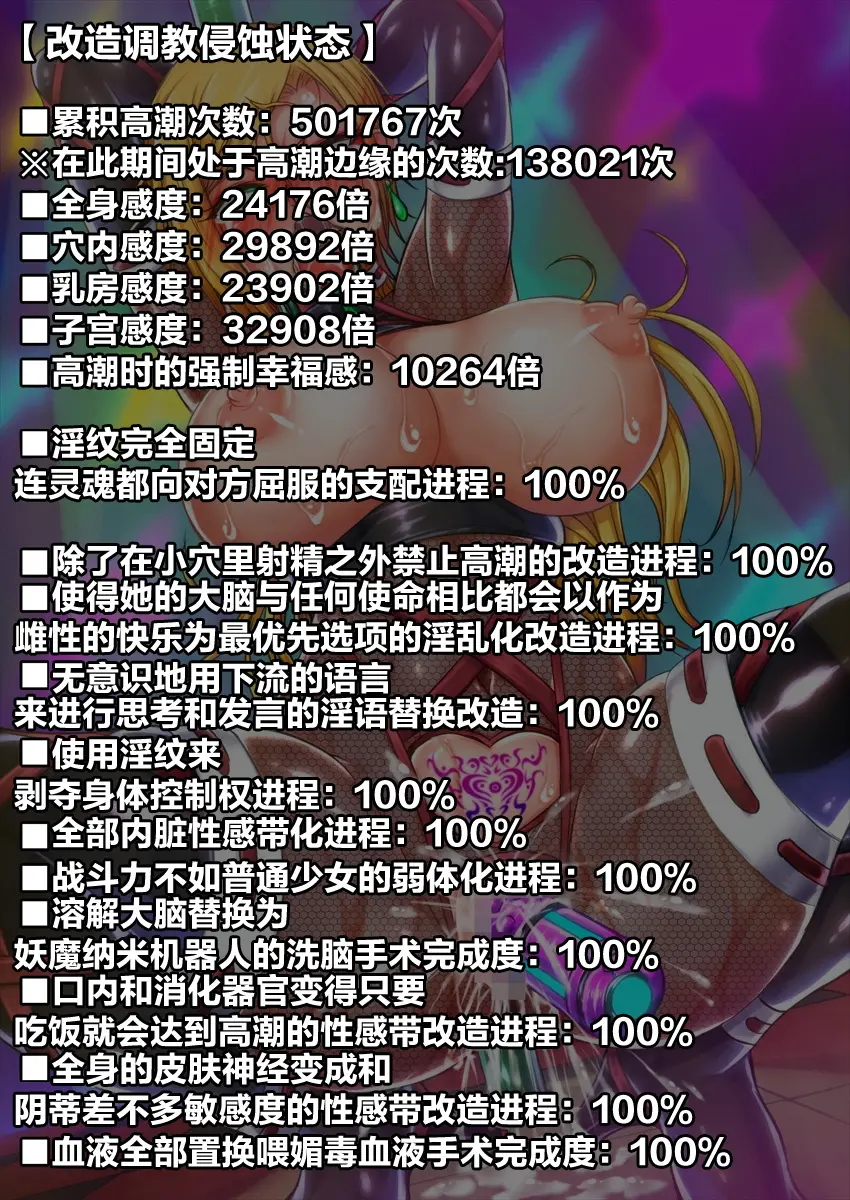 【改造调教侵蚀状态】
■累积高潮次数：501767次
※在此期间处于高潮边缘的次数:138021次
■全身感度：24176倍
■穴内感度：29892倍
■乳房感度：23902倍
■子宫感度：32908倍
■高潮时的强制幸福感：10264倍
■淫纹完全固定
连灵魂都向对方屈服的支配进程：100%
■除了在小穴里射精之外禁止高潮的改造进程：100%
■使得她的大脑与任何使命相比都会以作为
雌性的快乐为最优先选项的淫乱化改造进程：100%
■无意识地用下流的语言
来进行思考和发言的淫语替换改造：100%
■使用淫纹来
剥夺身体控制权进程：100%
■全部内脏性感带化进程：100%
■战斗力不如普通少女的弱体化进程：100%
■溶解大脑替换为
妖魔纳米机器人的洗脑手术完成度：100%
■口内和消化器官变得只要
吃饭就会达到高潮的性感带改造进程：100%
■全身的皮肤神经变成和
阴蒂差不多敏感度的性感带改造进程：100%
■血液全部置换喂媚毒血液手术完成度：100%